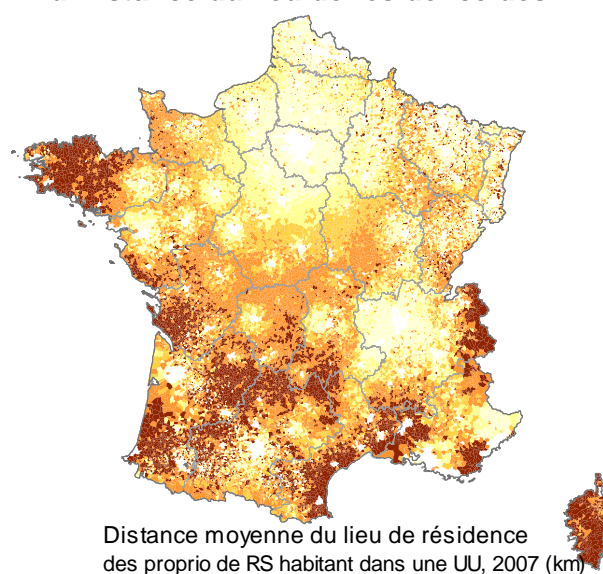 Distance moyenne du lieu de résidence
des proprio de RS habitant dans une UU, 2007 (km)